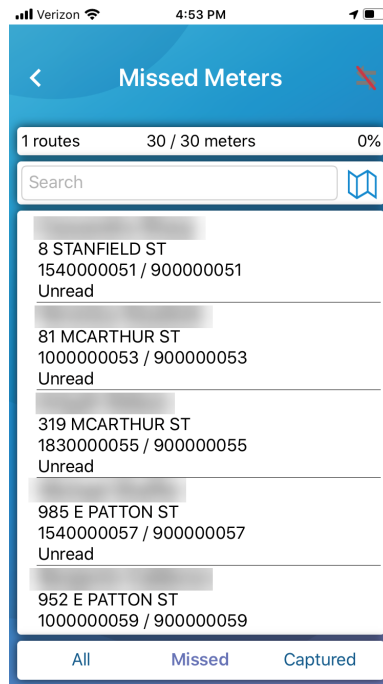 Verizon 4:53 PM
Missed Meters
1 routes 30 / 30 meters 0%
Search
8 STANFIELD ST
1540000051 / 900000051
Unread
81 MCARTHUR ST
1000000053 / 900000053
Unread
319 MCARTHUR ST
1830000055 / 900000055
Unread
985 E PATTON ST
1540000057 / 900000057
Unread
952 E PATTON ST
1000000059 / 900000059
All Missed Captured